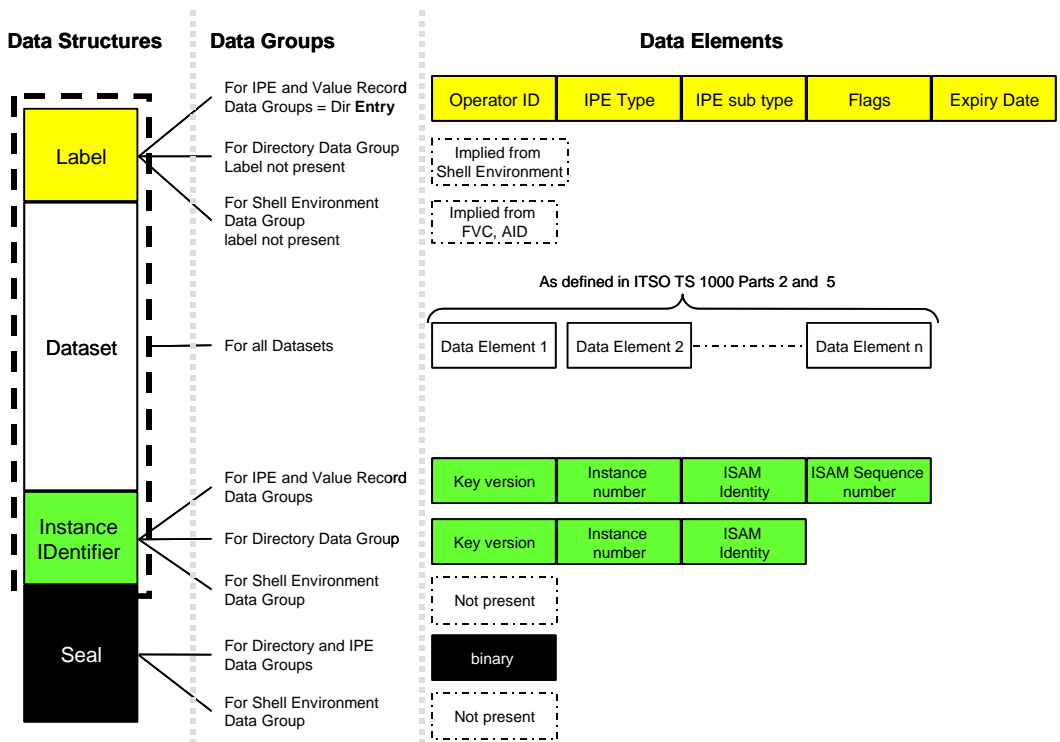 Data Structures
Data Groups
Data Elements
Label
For IPE and Value Record
Data Groups = Dir Entry
Operator ID
IPE Type
IPE sub type
Flags
Expiry Date
For Directory Data Group
Label not present
Implied from
Shell Environment
For Shell Environment
Data Group
label not present
Implied from
FVC, AID
As defined in ITSO TS 1000 Parts 2 and 5
Dataset
For all Datasets
Data Element 1
Data Element 2
Data Element n
Instance
IDentifier
For IPE and Value Record
Data Groups
Key version
Instance
number
ISAM
Identity
ISAM Sequence
number
For Directory Data Group
Key version
Instance
number
ISAM
Identity
For Shell Environment
Data Group
Not present
Seal
For Directory and IPE
Data Groups
binary
For Shell Environment
Data Group
Not present